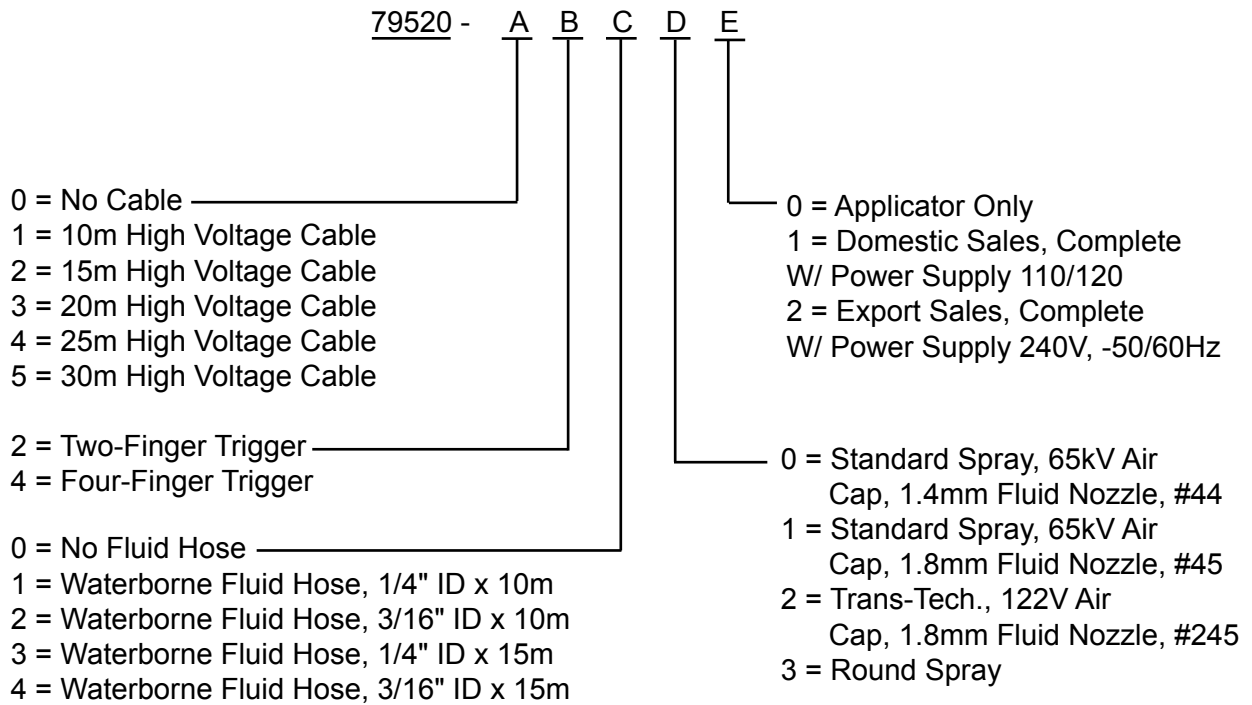 79520 - A B C D E
0 = No Cable
1 = 10m High Voltage Cable
2 = 15m High Voltage Cable
3 = 20m High Voltage Cable
4 = 25m High Voltage Cable
5 = 30m High Voltage Cable
2 = Two-Finger Trigger
4 = Four-Finger Trigger
0 = No Fluid Hose
1 = Waterborne Fluid Hose, 1/4" ID x 10m
2 = Waterborne Fluid Hose, 3/16" ID x 10m
3 = Waterborne Fluid Hose, 1/4" ID x 15m
4 = Waterborne Fluid Hose, 3/16" ID x 15m
0 = Applicator Only
1 = Domestic Sales, Complete
W/ Power Supply 110/120
2 = Export Sales, Complete
W/ Power Supply 240V, -50/60Hz
0 = Standard Spray, 65kV Air
Cap, 1.4mm Fluid Nozzle, #44
1 = Standard Spray, 65kV Air
Cap, 1.8mm Fluid Nozzle, #45
2 = Trans-Tech., 122V Air
Cap, 1.8mm Fluid Nozzle, #245
3 = Round Spray